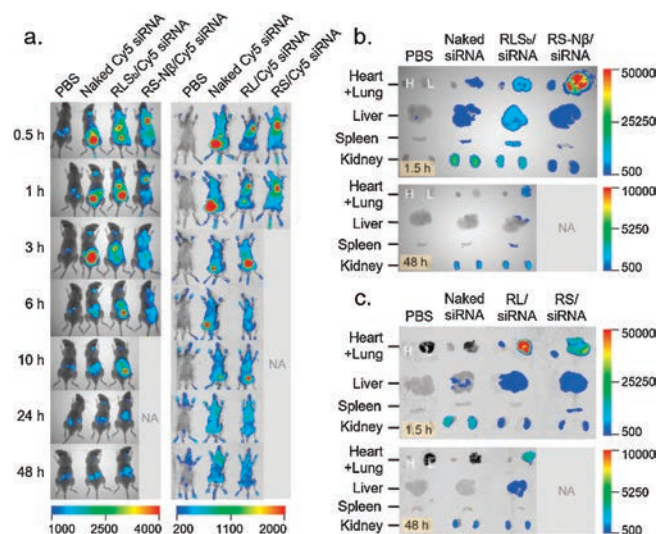 a.
PBS
Naked Cy5 siRNA
RLSb/Cy5 siRNA
RS-Nβ/Cy5 siRNA
PBS
Naked Cy5 siRNA
RL/Cy5 siRNA
RS/Cy5 siRNA
0.5 h
1 h
3 h
6 h
10 h
24 h
48 h
NA
NA
1000 2500 4000
200 1100 2000
b.
PBS
Naked
siRNA
RLSb/
siRNA
RS-Nβ/
siRNA
Heart
+Lung
H L
Liver
Spleen
Kidney
1.5 h
50000
25250
500
Heart
+Lung
H L
Liver
Spleen
Kidney
48 h
NA
10000
5250
500
c.
PBS
Naked
siRNA
RL/
siRNA
RS/
siRNA
Heart
+Lung
H L
Liver
Spleen
Kidney
1.5 h
50000
25250
500
Heart
+Lung
H
Liver
Spleen
Kidney
48 h
NA
10000
5250
500